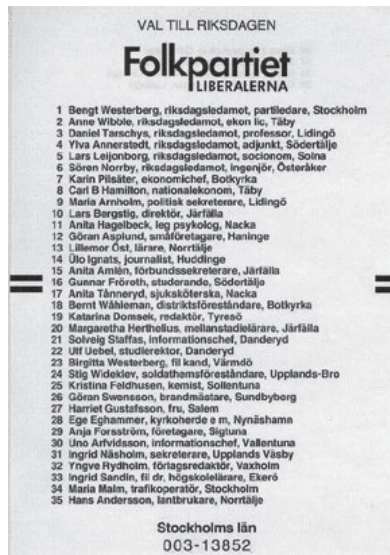 VAL TILL RIKSDAGEN
Folkpartiet
LIBERALERNA
1 Bengt Westerberg, riksdagsledamot, partiledare, Stockholm
2 Anne Wibble, riksdagsledamot, ekon lic, Täby
3 Daniel Tarschys, riksdagsledamot, professor, Lidingö
4 Ylva Annerstedt, riksdagsledamot, adjunkt, Södertälje
5 Lars Leijonborg, riksdagsledamot, socionom, Solna
6 Sören Norrby, riksdagsledamot, ingenjör, Österåker
7 Karin Pilsäter, ekonomichef, Botkyrka
8 Carl B Hamilton, nationalekonom, Täby
9 Maria Arnholm, politisk sekreterare, Lidingö
10 Lars Bergstig, direktör, Järfälla
11 Anita Hagelbeck, leg psykolog, Nacka
12 Göran Asplund, småföretagare, Haninge
13 Lillemor Öst, lärare, Norrtälje
14 Ülo Ignats, journalist, Huddinge
15 Anita Amlén, förbundssekreterare, Järfälla
16 Gunnar Fröroth, studerande, Södertälje
17 Anita Tånneryd, sjuksköterska, Nacka
18 Bernt Wåhleman, distriktsföreståndare, Botkyrka
19 Katarina Domsek, redaktör, Tyresö
20 Margaretha Herthelius, mellanstadielärare, Järfälla
21 Solveig Staffas, informationschef, Danderyd
22 Ulf Uebel, studierektor, Danderyd
23 Birgitta Westerberg, fil kand, Värmdö
24 Stig Wideklev, soldathemsföreståndare, Upplands-Bro
25 Kristina Feldhusen, kemist, Sollentuna
26 Göran Swensson, brandmästare, Sundbyberg
27 Harriet Gustafsson, fru, Salem
28 Ege Eghammer, kyrkoherde e m, Nynäshamn
29 Anja Forsström, företagare, Sigtuna
30 Uno Arfvidsson, informationschef, Vallentuna
31 Ingrid Näsholm, sekreterare, Upplands Väsby
32 Yngve Rydholm, förlagsredaktör, Vaxholm
33 Ingrid Sandin, fil dr, högskolelärare, Ekerö
34 Maria Malm, trafikoperatör, Stockholm
35 Hans Andersson, lantbrukare, Norrtälje
Stockholms län
003-13852